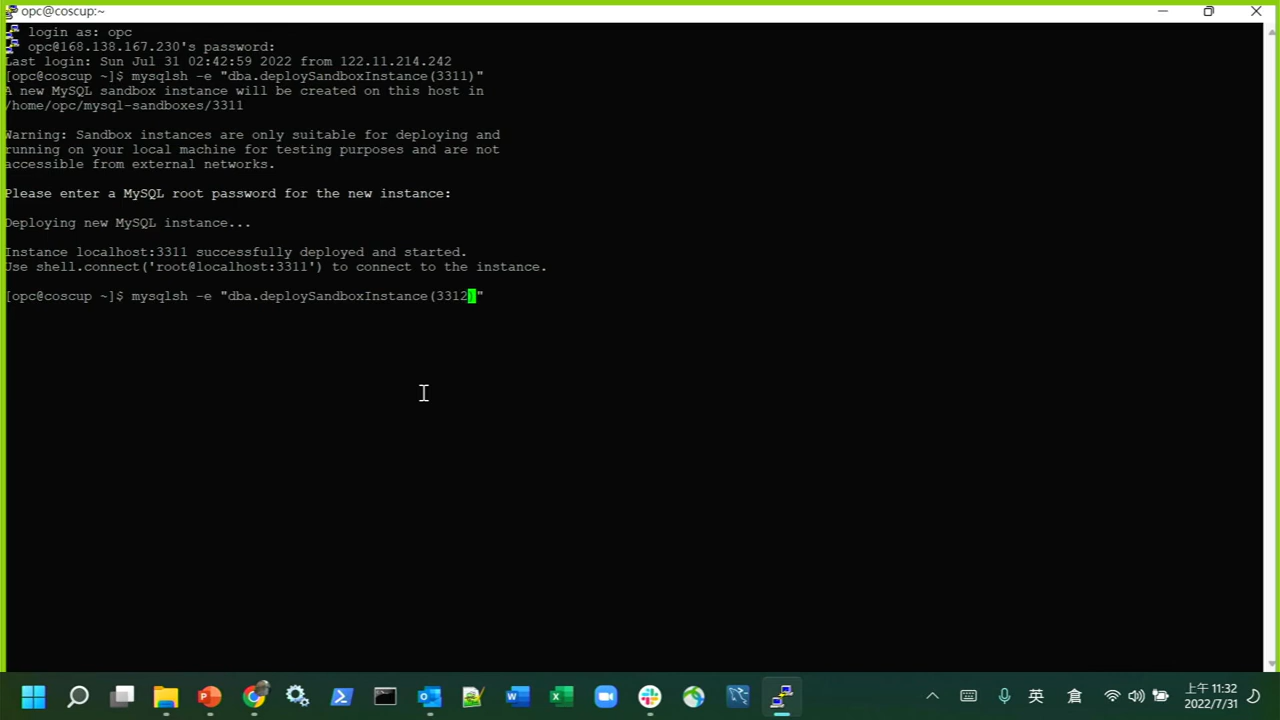 opc@coscup:~
login as: opc
opc@168.138.167.230's password:
Last login: Sun Jul 31 02:42:59 2022 from 122.11.214.242
[opc@coscup ~]$ mysqlsh -e "dba.deploySandboxInstance(3311)"
A new MySQL sandbox instance will be created on this host in
/home/opc/mysql-sandboxes/3311
Warning: Sandbox instances are only suitable for deploying and
running on your local machine for testing purposes and are not
accessible from external networks.
Please enter a MySQL root password for the new instance:
Deploying new MySQL instance...
Instance localhost:3311 successfully deployed and started.
Use shell.connect('root@localhost:3311') to connect to the instance.
[opc@coscup ~]$ mysqlsh -e "dba.deploySandboxInstance(3312)"
英
倉
上午 11:32
2022/7/31